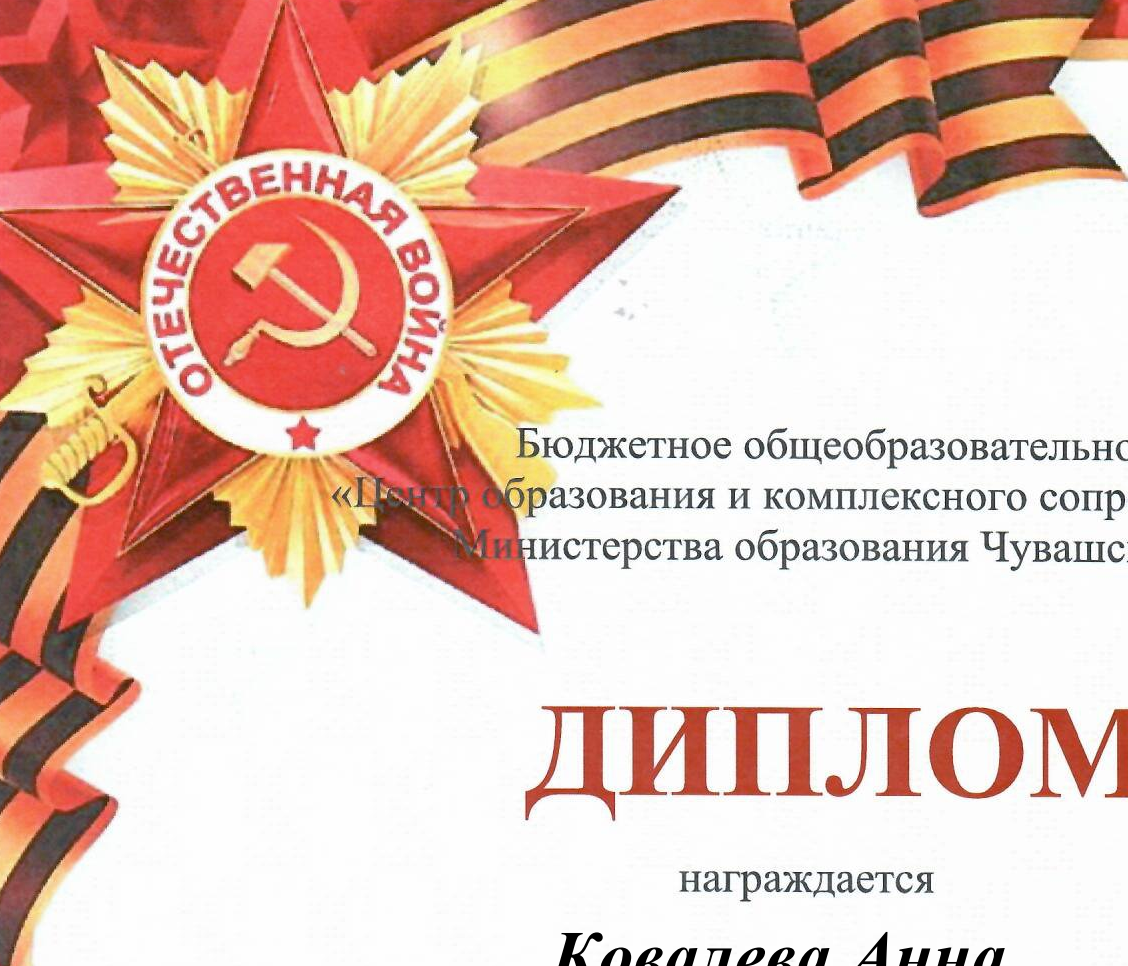 ОТЕЧЕСТВЕННАЯ ВОЙНА
Бюджетное общеобразовательно
«Центр образования и комплексного сопр
Министерства образования Чувашс
ДИПЛОМ
награждается
Ковалева Анна